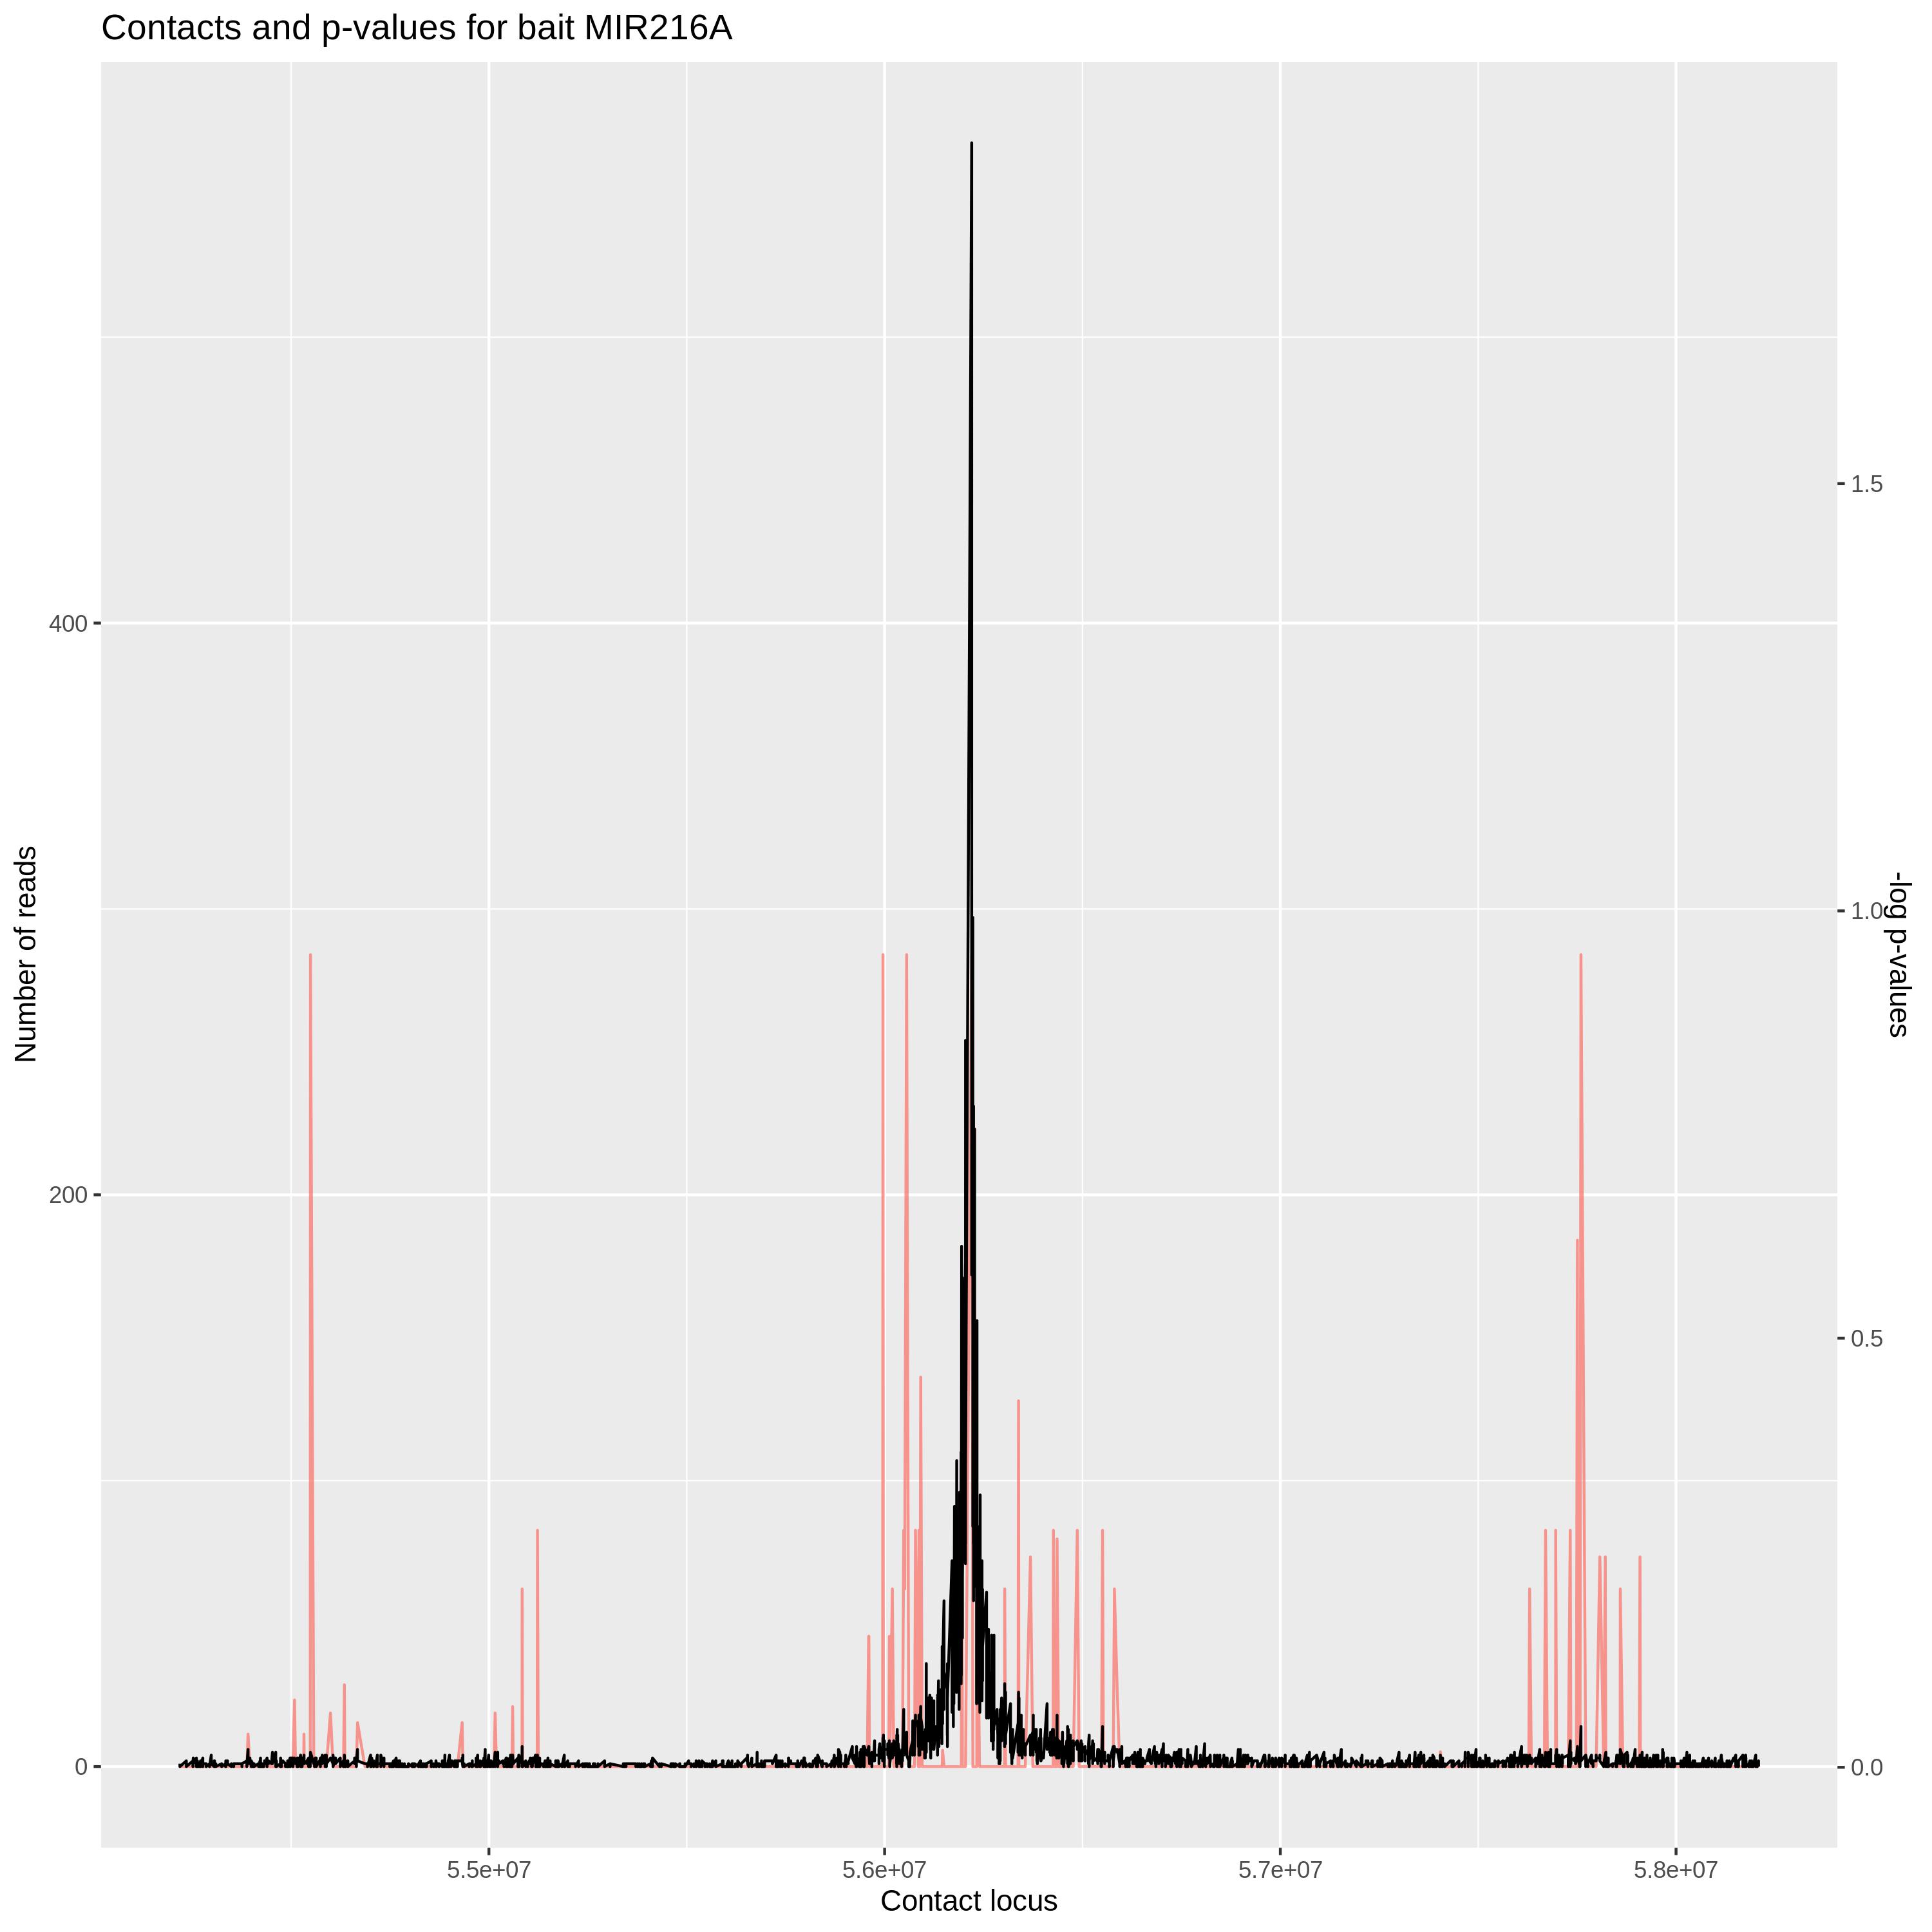 Contacts and p-values for bait MIR216A
Number of reads
400
200
0
1.5
1.0
0.5
0.0
-log p-values
5.5e+07
5.6e+07
5.7e+07
5.8e+07
Contact locus